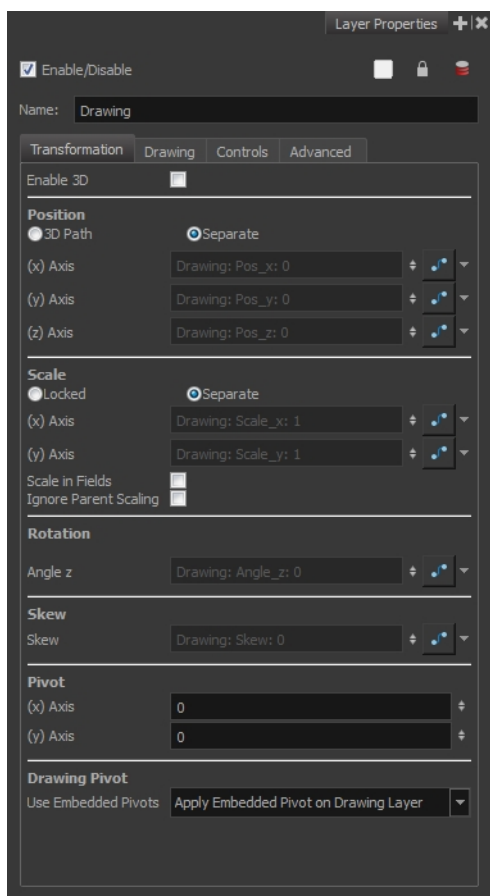 Layer Properties
Enable/Disable
Name: Drawing
Transformation Drawing Controls Advanced
Enable 3D
Position
3D Path Separate
(x) Axis Drawing: Pos_x: 0
(y) Axis Drawing: Pos_y: 0
(z) Axis Drawing: Pos_z: 0
Scale
Locked Separate
(x) Axis Drawing: Scale_x: 1
(y) Axis Drawing: Scale_y: 1
Scale in Fields
Ignore Parent Scaling
Rotation
Angle z Drawing: Angle_z: 0
Skew
Skew Drawing: Skew: 0
Pivot
(x) Axis 0
(y) Axis 0
Drawing Pivot
Use Embedded Pivots Apply Embedded Pivot on Drawing Layer